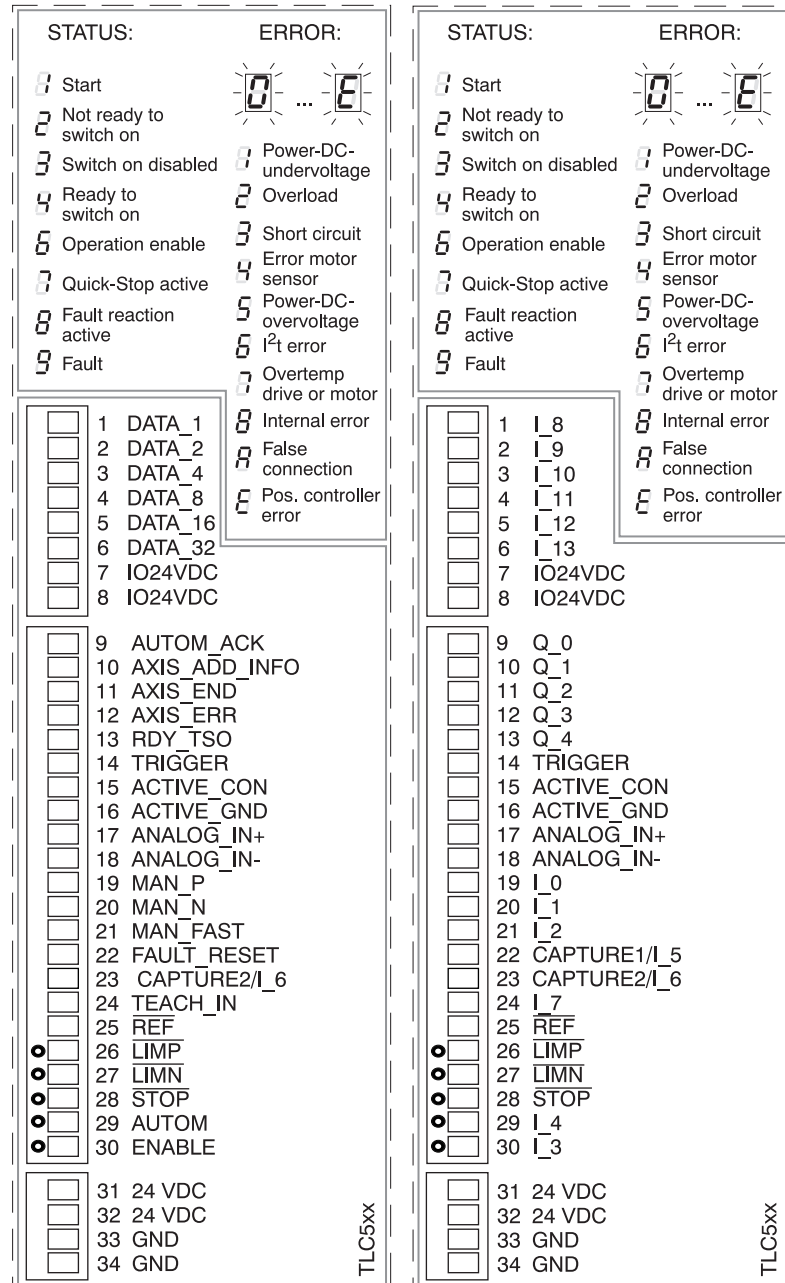 STATUS:
1 Start
2 Not ready to
switch on
3 Switch on disabled
4 Ready to
switch on
6 Operation enable
7 Quick-Stop active
8 Fault reaction
active
9 Fault
ERROR:
0 ... E
1 Power-DC-
undervoltage
2 Overload
3 Short circuit
4 Error motor
sensor
5 Power-DC-
overvoltage
6 I²t error
7 Overtemp
drive or motor
8 Internal error
A False
connection
E Pos. controller
error
1 DATA_1
2 DATA_2
3 DATA_4
4 DATA_8
5 DATA_16
6 DATA_32
7 IO24VDC
8 IO24VDC
9 AUTOM_ACK
10 AXIS_ADD_INFO
11 AXIS_END
12 AXIS_ERR
13 RDY_TSO
14 TRIGGER
15 ACTIVE_CON
16 ACTIVE_GND
17 ANALOG_IN+
18 ANALOG_IN-
19 MAN_P
20 MAN_N
21 MAN_FAST
22 FAULT_RESET
23 CAPTURE2/I_6
24 TEACH_IN
25 REF
26 LIMP
27 LIMN
28 STOP
29 AUTOM
30 ENABLE
31 24 VDC
32 24 VDC
33 GND
34 GND
TLC5xx
STATUS:
1 Start
2 Not ready to
switch on
3 Switch on disabled
4 Ready to
switch on
6 Operation enable
7 Quick-Stop active
8 Fault reaction
active
9 Fault
ERROR:
0 ... E
1 Power-DC-
undervoltage
2 Overload
3 Short circuit
4 Error motor
sensor
5 Power-DC-
overvoltage
6 I²t error
7 Overtemp
drive or motor
8 Internal error
A False
connection
E Pos. controller
error
1 I_8
2 I_9
3 I_10
4 I_11
5 I_12
6 I_13
7 IO24VDC
8 IO24VDC
9 Q_0
10 Q_1
11 Q_2
12 Q_3
13 Q_4
14 TRIGGER
15 ACTIVE_CON
16 ACTIVE_GND
17 ANALOG_IN+
18 ANALOG_IN-
19 I_0
20 I_1
21 I_2
22 CAPTURE1/I_5
23 CAPTURE2/I_6
24 I_7
25 REF
26 LIMP
27 LIMN
28 STOP
29 I_4
30 I_3
31 24 VDC
32 24 VDC
33 GND
34 GND
TLC5xx